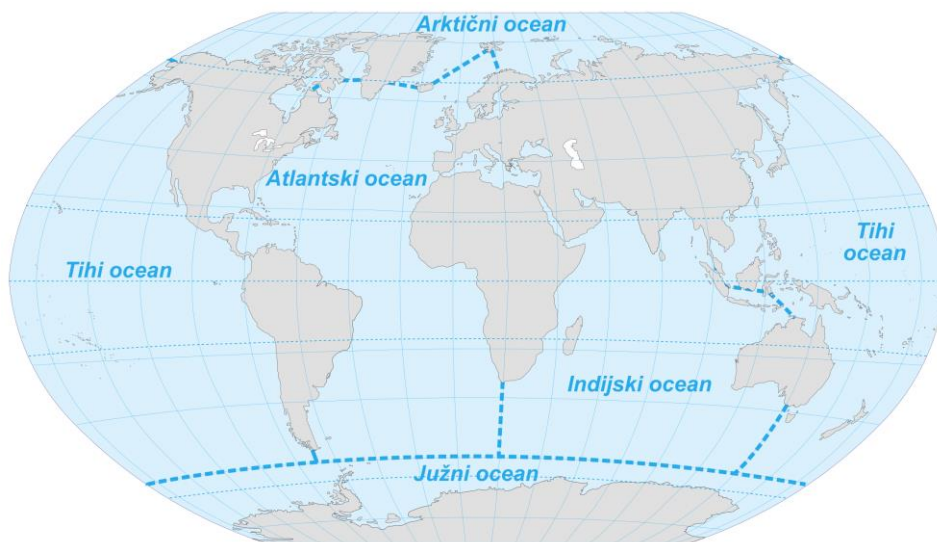 Arktični ocean
Atlantski ocean
Tihi
ocean
Tihi ocean
Indijski ocean
Južni ocean